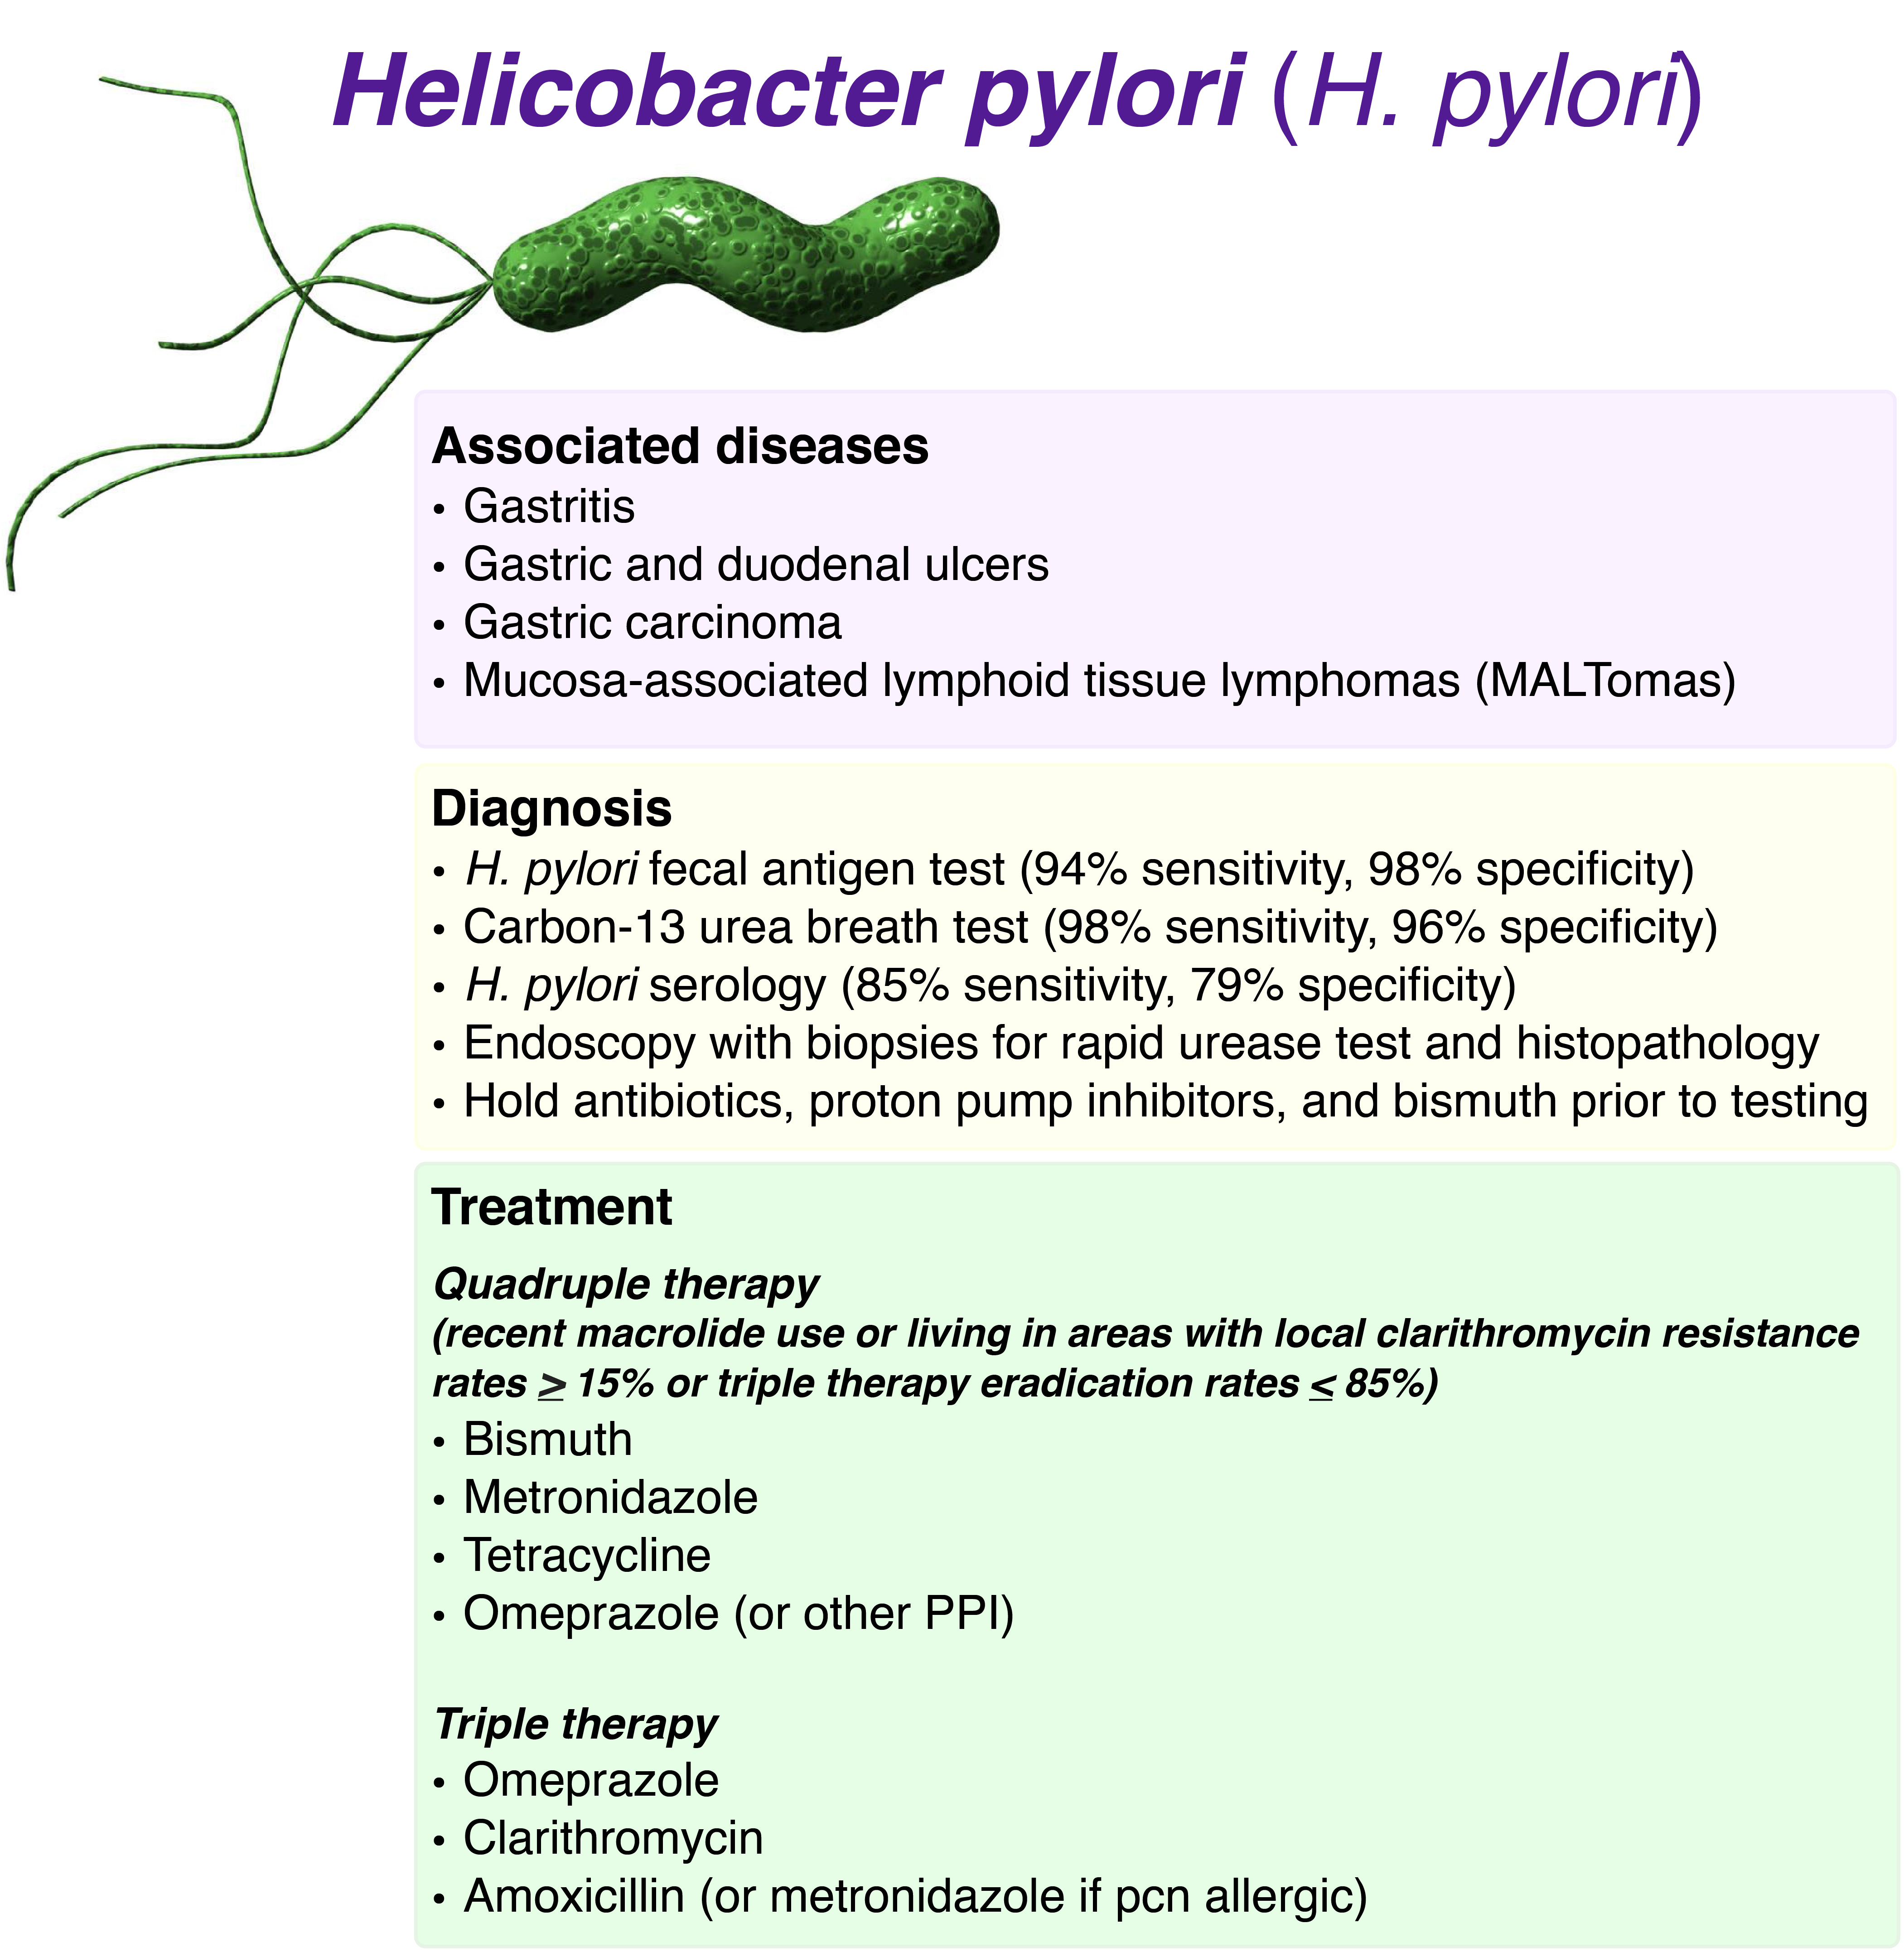 Helicobacter pylori (H. pylori)
Associated diseases
• Gastritis
• Gastric and duodenal ulcers
• Gastric carcinoma
• Mucosa-associated lymphoid tissue lymphomas (MALTomas)
Diagnosis
• H. pylori fecal antigen test (94% sensitivity, 98% specificity)
• Carbon-13 urea breath test (98% sensitivity, 96% specificity)
• H. pylori serology (85% sensitivity, 79% specificity)
• Endoscopy with biopsies for rapid urease test and histopathology
• Hold antibiotics, proton pump inhibitors, and bismuth prior to testing
Treatment
Quadruple therapy
(recent macrolide use or living in areas with local clarithromycin resistance
rates ≥ 15% or triple therapy eradication rates ≤ 85%)
• Bismuth
• Metronidazole
• Tetracycline
• Omeprazole (or other PPI)
Triple therapy
• Omeprazole
• Clarithromycin
• Amoxicillin (or metronidazole if pcn allergic)